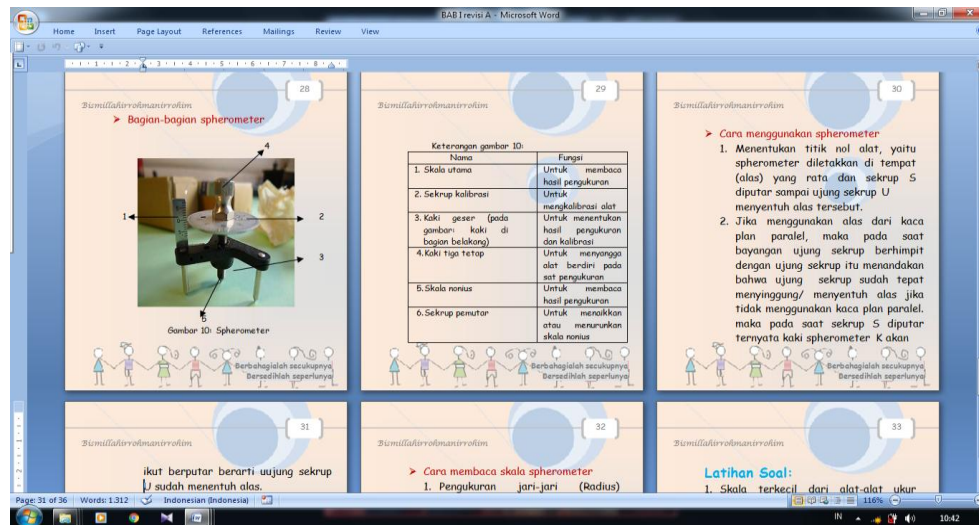 BAB I revisi A - Microsoft Word
Home Insert Page Layout References Mailings Review View
28
Bizmillahirrohmanirrohim
➤ Bagian-bagian spherometer
4
1
2
3
5
Gambar 10: Spherometer
Berbahagialah secukupnya
Bersedihlah seperlunya
29
Bizmillahirrohmanirrohim
Keterangan gambar 10:
Nama Fungsi
1. Skala utama Untuk membaca
hasil pengukuran
2. Sekrup kalibrasi Untuk
mengkalibrasi alat
3. Kaki geser (pada Untuk menentukan
gambar: kaki di hasil pengukuran
bagian belakang) dan kalibrasi
4. Kaki tiga tetap Untuk menyangga
alat berdiri pada
sat pengukuran
5. Skala nonius Untuk membaca
hasil pengukuran
6. Sekrup pemutar Untuk menaikkan
atau menurunkan
skala nonius
Berbahagialah secukupnya
Bersedihlah seperlunya
30
Bizmillahirrohmanirrohim
➤ Cara menggunakan spherometer
1. Menentukan titik nol alat, yaitu
spherometer diletakkan di tempat
(alas) yang rata dan sekrup S
diputar sampai ujung sekrup U
menyentuh alas tersebut.
2. Jika menggunakan alas dari kaca
plan paralel, maka pada saat
bayangan ujung sekrup berhimpit
dengan ujung sekrup itu menandakan
bahwa ujung sekrup sudah tepat
menyinggung/ menyentuh alas jika
tidak menggunakan kaca plan paralel.
maka pada saat sekrup S diputar
ternyata kaki spherometer K akan
Berbahagialah secukupnya
Bersedihlah seperlunya
31
Bizmillahirrohmanirrohim
ikut berputar berarti uujung sekrup
U sudah menentuh alas.
32
Bizmillahirrohmanirrohim
➤ Cara membaca skala spherometer
1. Pengukuran jari-jari (Radius)
33
Bizmillahirrohmanirrohim
Latihan Soal:
1. Skala terkecil dari alat-alat ukur
Page: 31 of 36 Words: 1.312 Indonesian (Indonesia) 116%
IN 10:42